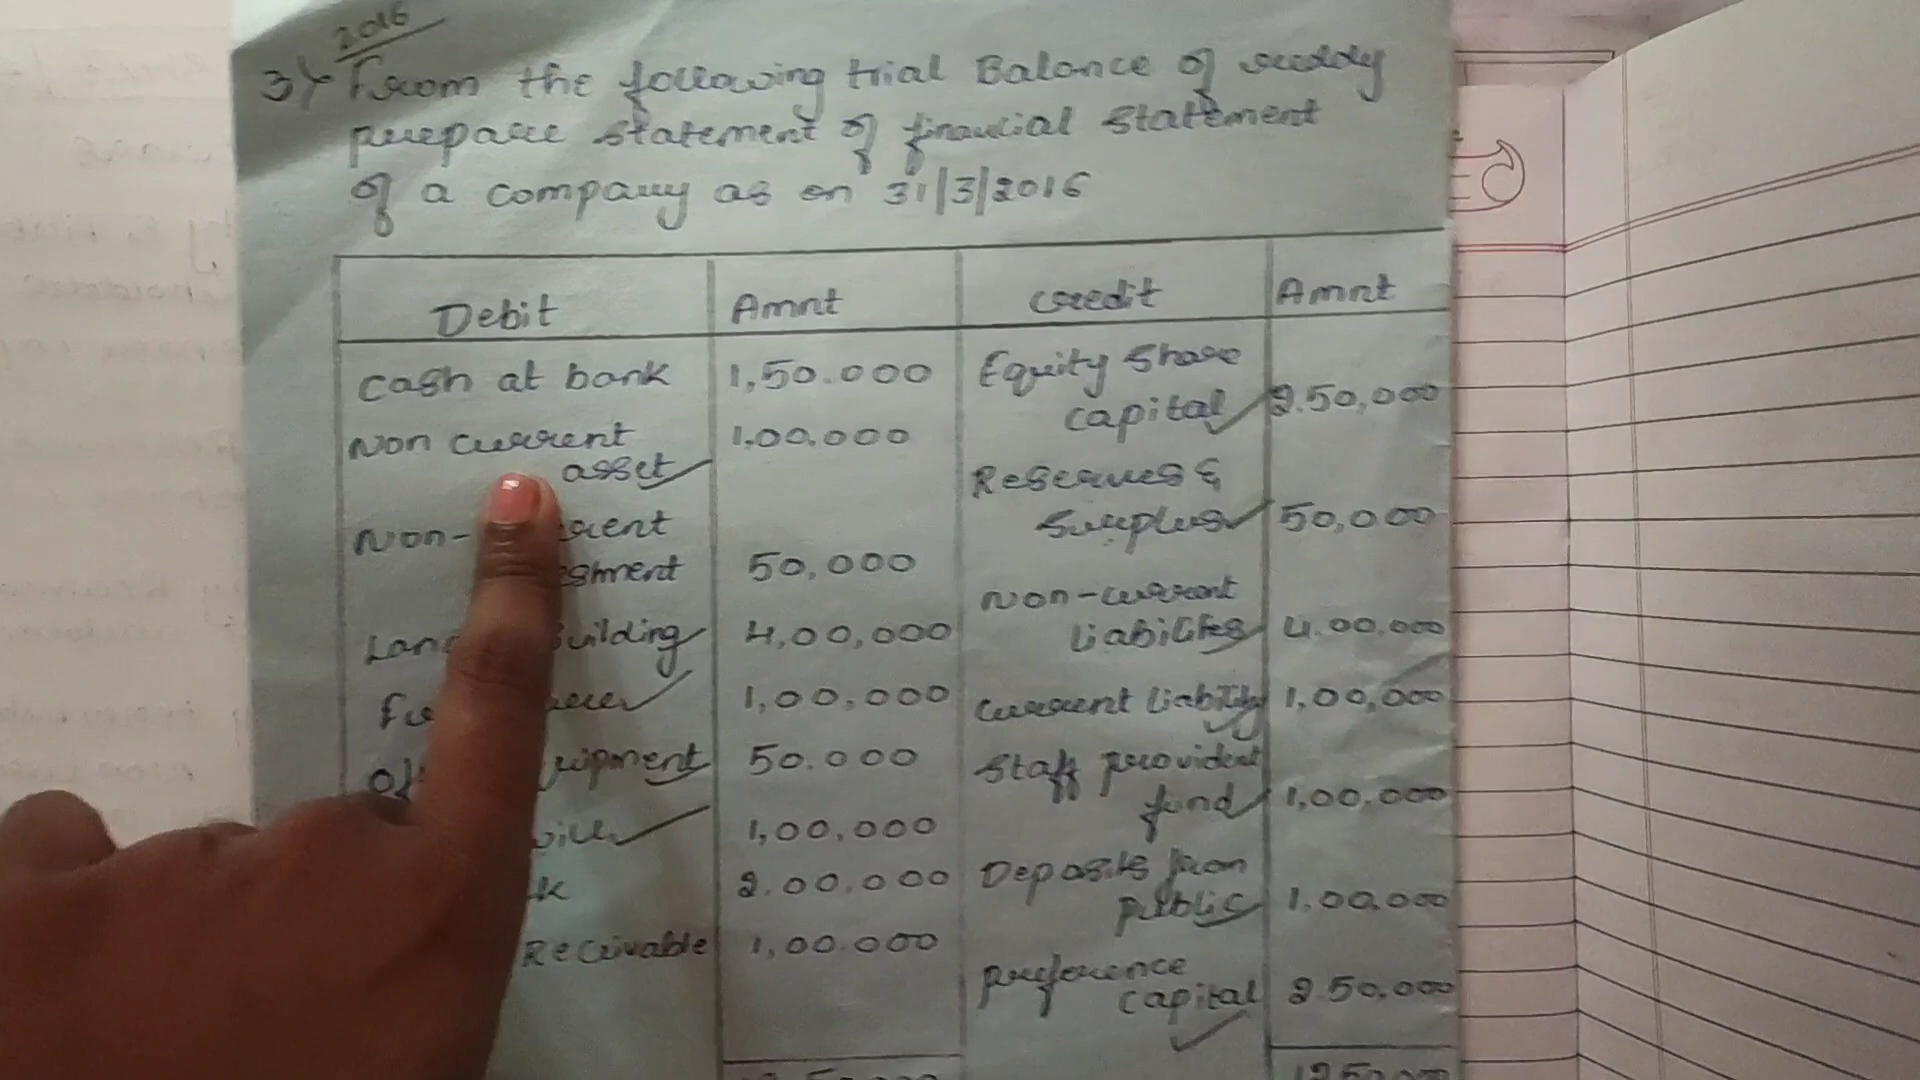 2016
3) From the following trial Balance of reddy
prepare statement of financial statement
of a company as on 31/3/2016
Debit Amnt Credit Amnt
Cash at bank 1,50.000 Equity Share
capital 2.50,000
Non current 1,00,000
asset Reserves &
Surplus 50,000
Non-
50,000 Non-current
Building 4,00,000 liabilites 4.00,000
1,00,000 Current liability 1,00,000
50.000 Staff provident
fund 1,00,000
1,00,000
2.00.000 Deposits from
public 1,00,000
Receivable 1,00.000
preference
capital 2.50,000